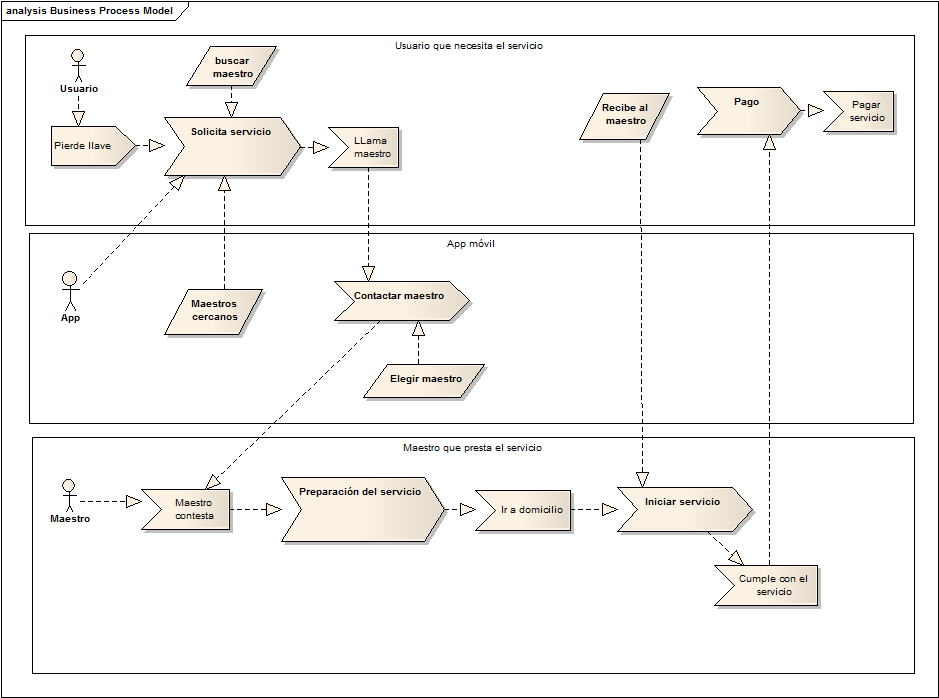 analysis Business Process Model
Usuario que necesita el servicio
Usuario
buscar
maestro
Pierde llave
Solicita servicio
LLama
maestro
Recibe al
maestro
Pago
Pagar
servicio
App móvil
App
Maestros
cercanos
Contactar maestro
Elegir maestro
Maestro que presta el servicio
Maestro
Maestro
contesta
Preparación del servicio
Ir a domicilio
Iniciar servicio
Cumple con el
servicio